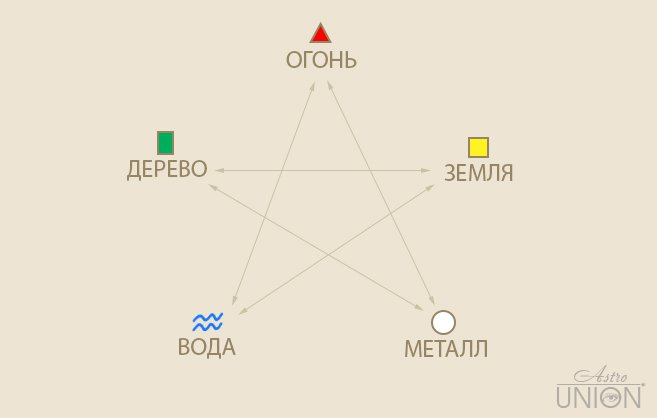 ОГОНЬ
ДЕРЕВО
ЗЕМЛЯ
ВОДА
МЕТАЛЛ
Astro
UNION